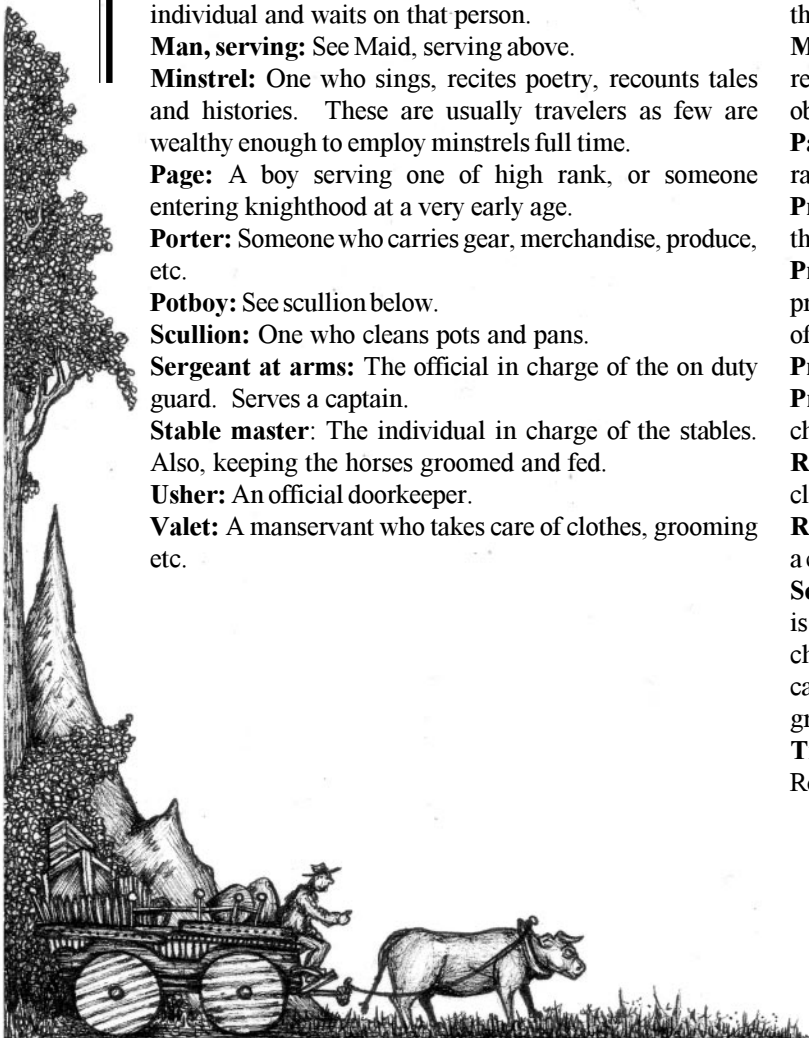 individual and waits on that person.
Man, serving: See Maid, serving above.
Minstrel: One who sings, recites poetry, recounts tales
and histories. These are usually travelers as few are
wealthy enough to employ minstrels full time.
Page: A boy serving one of high rank, or someone
entering knighthood at a very early age.
Porter: Someone who carries gear, merchandise, produce,
etc.
Potboy: See scullion below.
Scullion: One who cleans pots and pans.
Sergeant at arms: The official in charge of the on duty
guard. Serves a captain.
Stable master: The individual in charge of the stables.
Also, keeping the horses groomed and fed.
Usher: An official doorkeeper.
Valet: A manservant who takes care of clothes, grooming
etc.